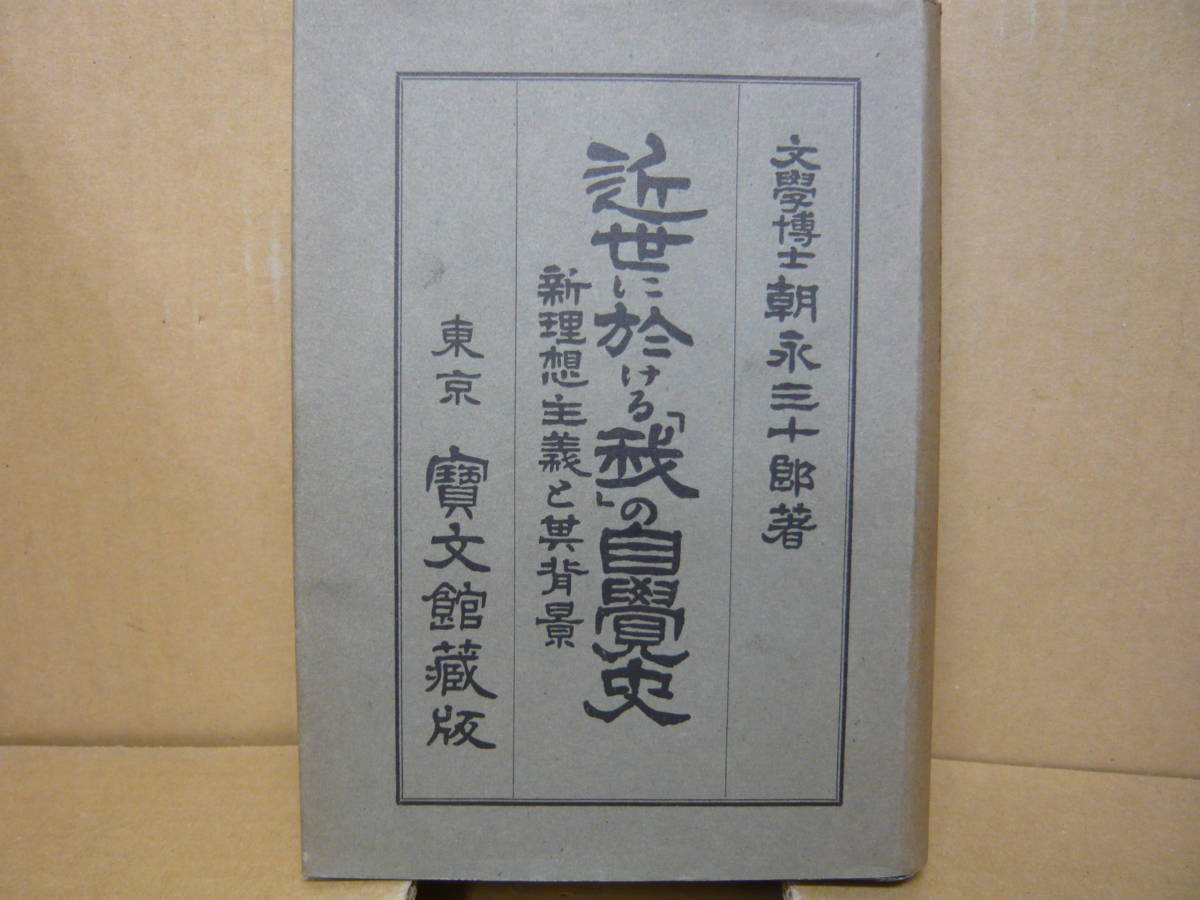 文學博士 朝永三十郎著
近世に於ける「我」の自覺史
新理想主義と其背景
東京 寶文館藏版